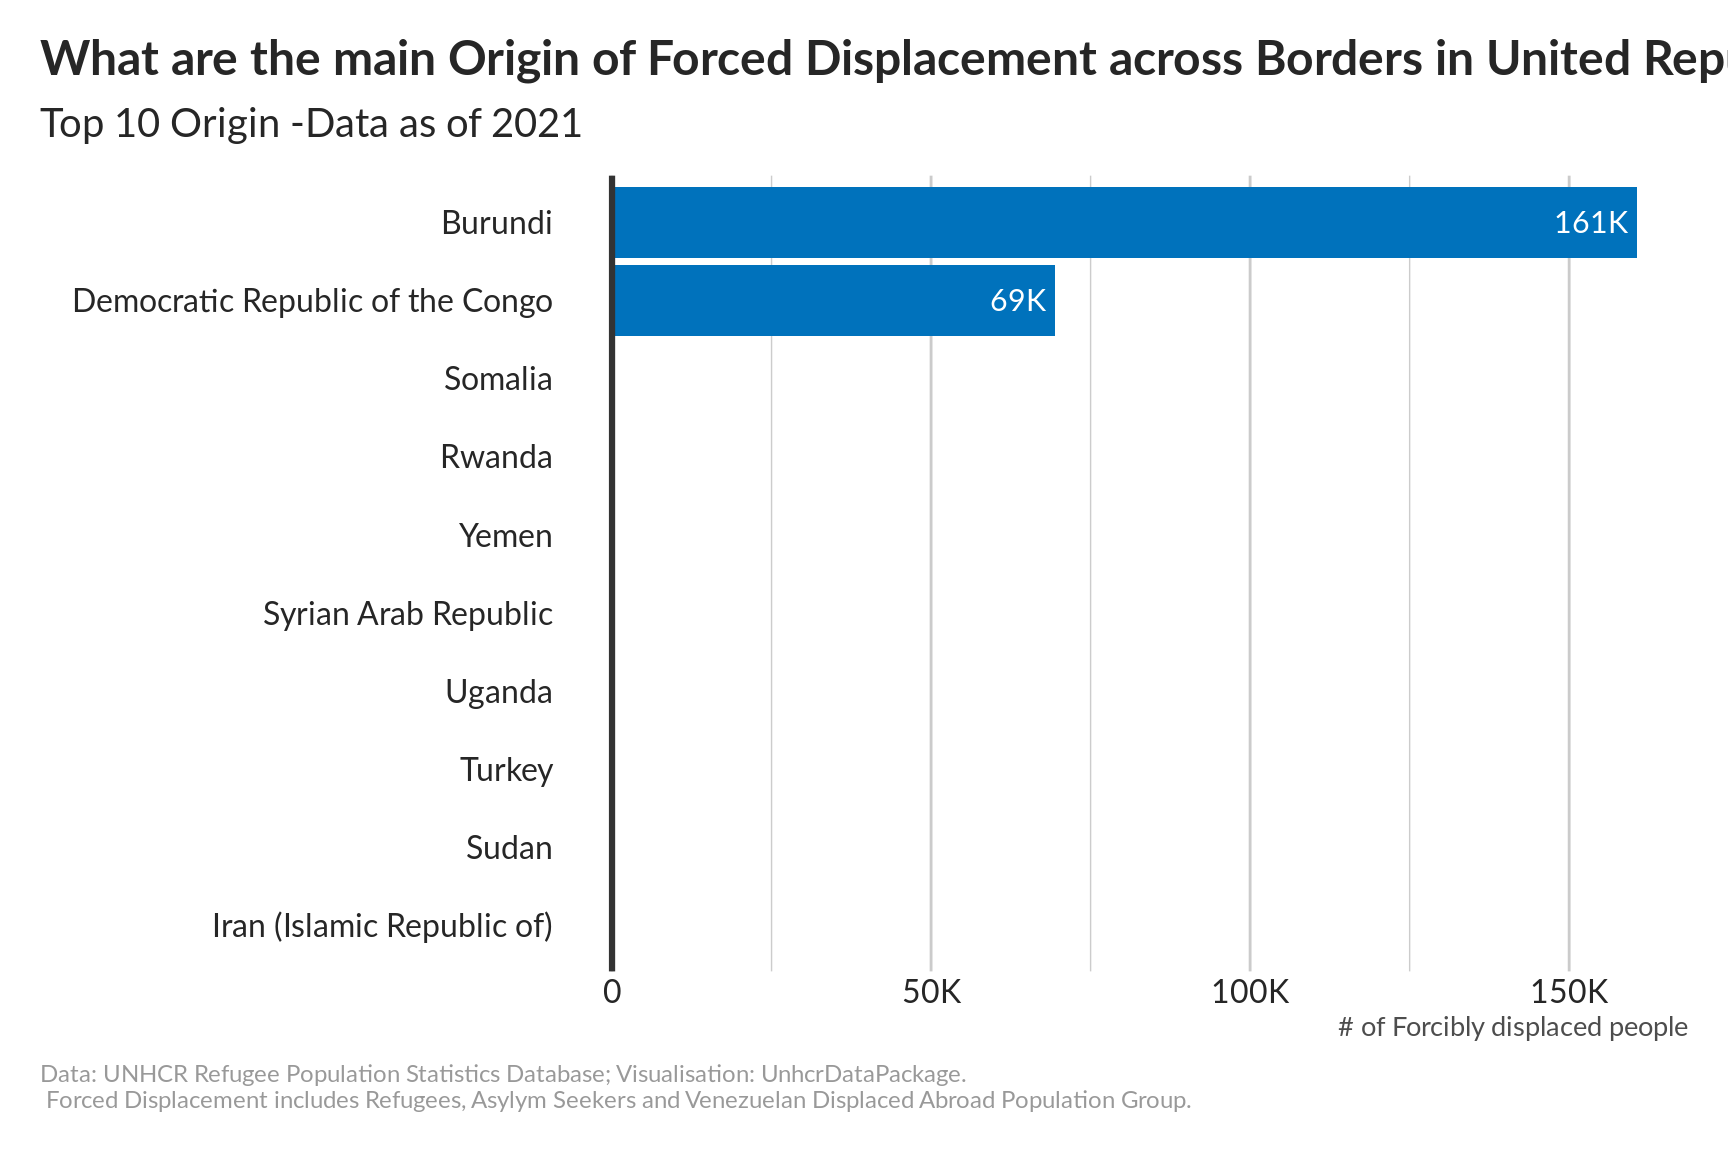 What are the main Origin of Forced Displacement across Borders in United
Top 10 Origin -Data as of 2021
Burundi
161K
Democratic Republic of the Congo
69K
Somalia
Rwanda
Yemen
Syrian Arab Republic
Uganda
Turkey
Sudan
Iran (Islamic Republic of)
0 50K 100K 150K
# of Forcibly displaced people
Data: UNHCR Refugee Population Statistics Database; Visualisation: UnhcrDataPackage.
Forced Displacement includes Refugees, Asylym Seekers and Venezuelan Displaced Abroad Population Group.